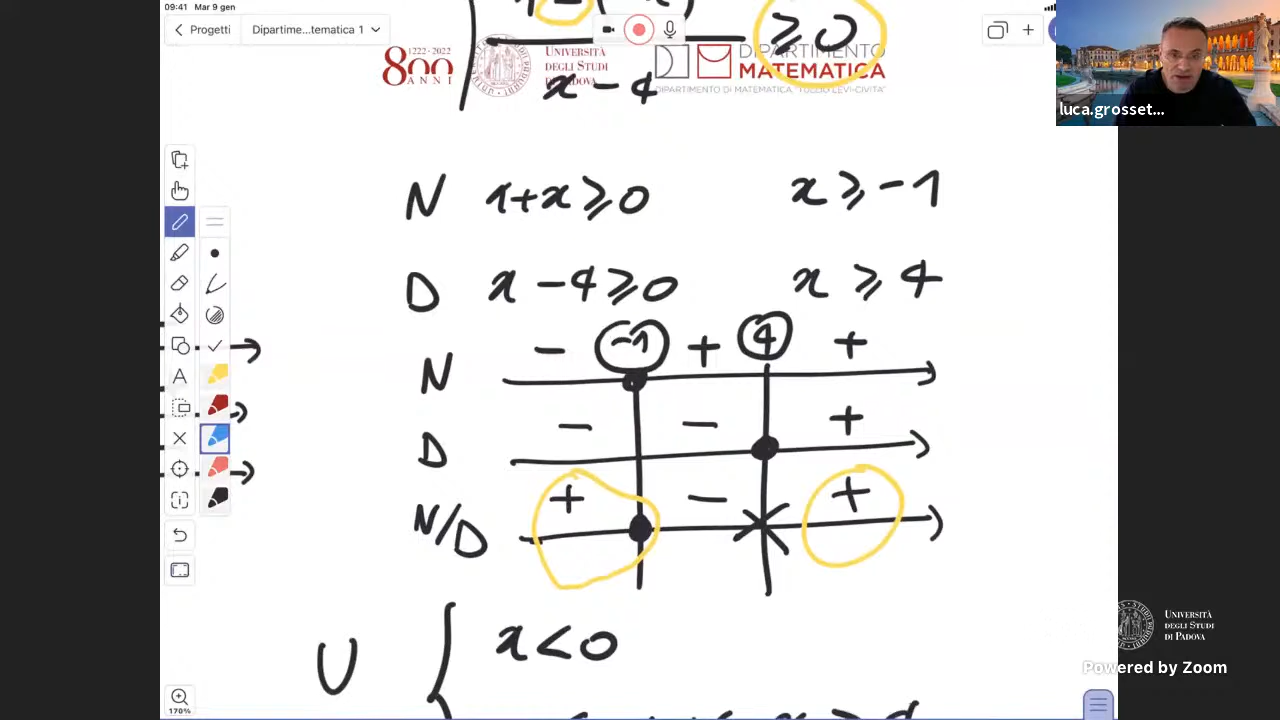 09:41 Mar 9 gen
Progetti
Dipartime...tematica 1
≥0
x-4
1222·2022
800
ANNI
UNIVERSITÀ
DEGLI STUDI
DI PADOVA
DIPARTIMENTO
MATEMATICA
DIPARTIMENTO DI MATEMATICA "TULLIO LEVI-CIVITA"
luca.grosset...
N 1+x≥0 x≥-1
D x-4≥0 x≥4
- -1 + 4 +
N
- - +
D
+ - +
N/D
U { x<0
A
170%
UNIVERSITÀ
DEGLI STUDI
DI PADOVA
Powered by Zoom